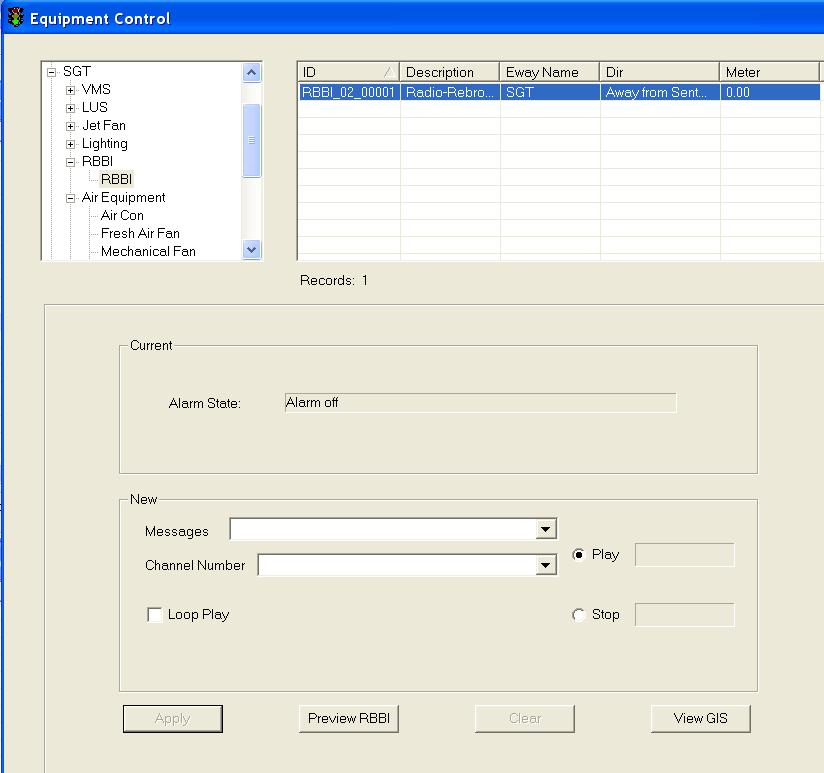 Equipment Control
SGT
VMS
LUS
Jet Fan
Lighting
RBBI
RBBI
Air Equipment
Air Con
Fresh Air Fan
Mechanical Fan
ID Description Eway Name Dir Meter
RBBI_02_00001 Radio-Rebro... SGT Away from Sent... 0.00
Records: 1
Current
Alarm State: Alarm off
New
Messages
Channel Number
Play
Loop Play
Stop
Apply Preview RBBI Clear View GIS